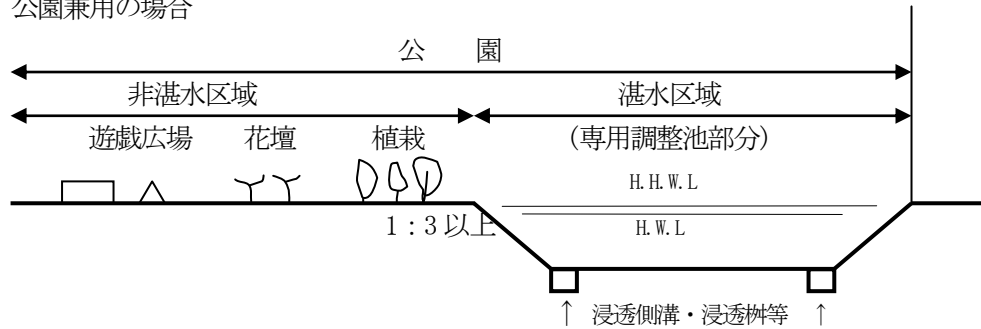 公園兼用の場合
公　　園
非湛水区域　湛水区域
遊戯広場　花壇　植栽　(専用調整池部分)
H.H.W.L
1：3以上　H.W.L
↑　浸透側溝・浸透桝等　↑